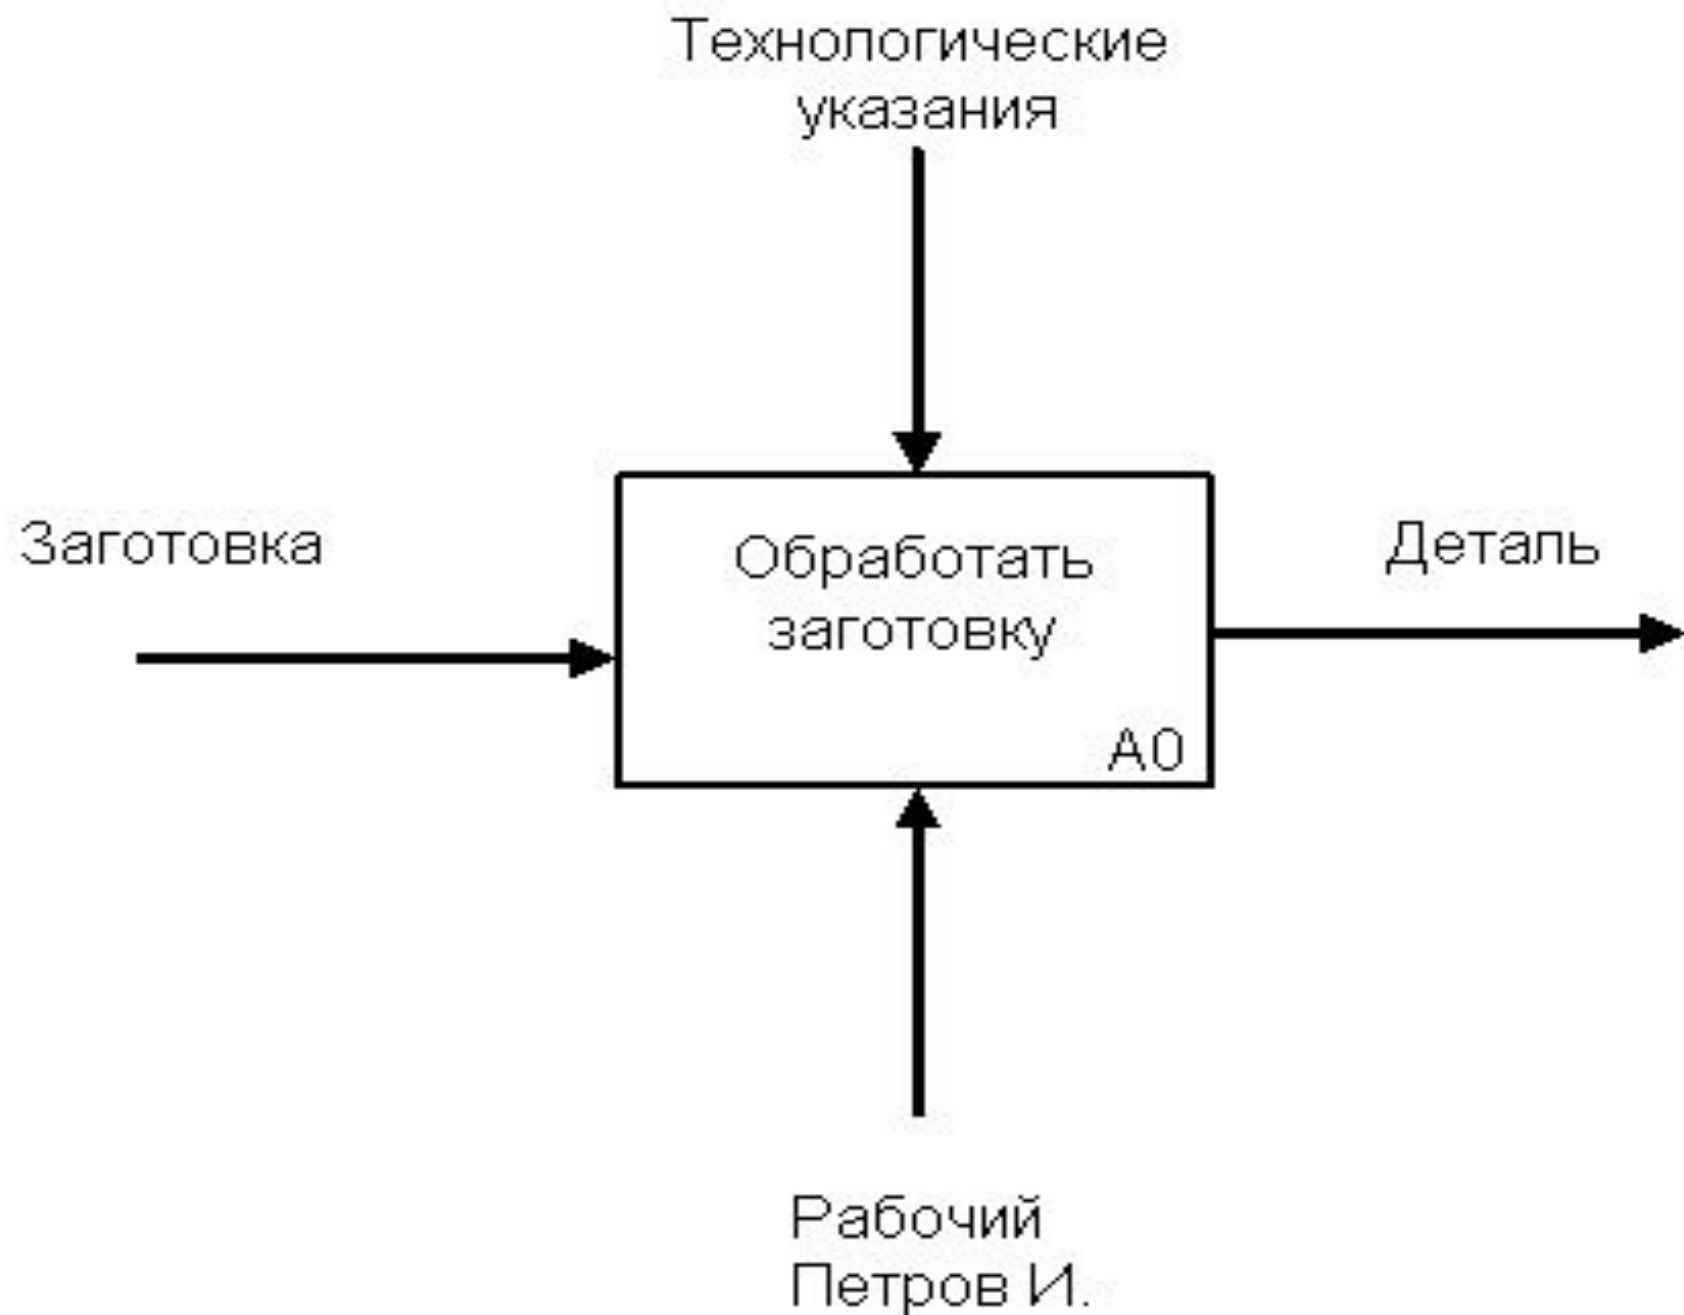 Технологические
указания
Заготовка
Обработать
заготовку
А0
Деталь
Рабочий
Петров И.